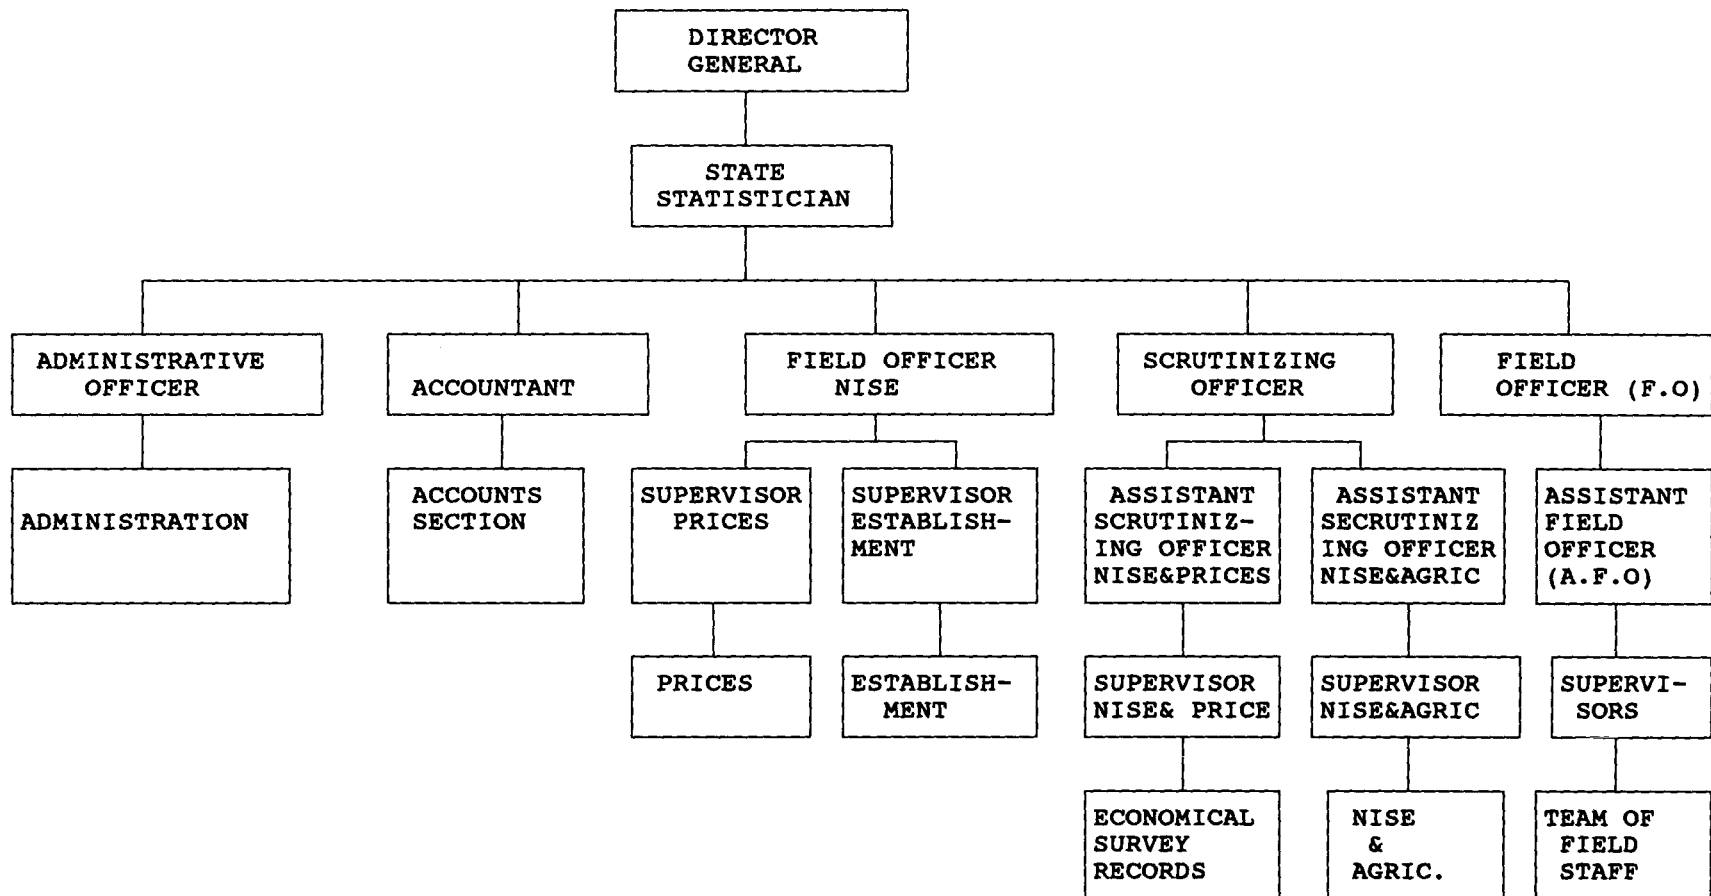 DIRECTOR
GENERAL
STATE
STATISTICIAN
ADMINISTRATIVE
OFFICER
ACCOUNTANT
FIELD OFFICER
NISE
SCRUTINIZING
OFFICER
FIELD
OFFICER (F.O)
ADMINISTRATION
ACCOUNTS
SECTION
SUPERVISOR
PRICES
SUPERVISOR
ESTABLISH-
MENT
ASSISTANT
SCRUTINIZ-
ING OFFICER
NISE&PRICES
ASSISTANT
SECRUTINIZ
ING OFFICER
NISE&AGRIC
ASSISTANT
FIELD
OFFICER
(A.F.O)
PRICES
ESTABLISH-
MENT
SUPERVISOR
NISE& PRICE
SUPERVISOR
NISE&AGRIC
SUPERVI-
SORS
ECONOMICAL
SURVEY
RECORDS
NISE
&
AGRIC.
TEAM OF
FIELD
STAFF